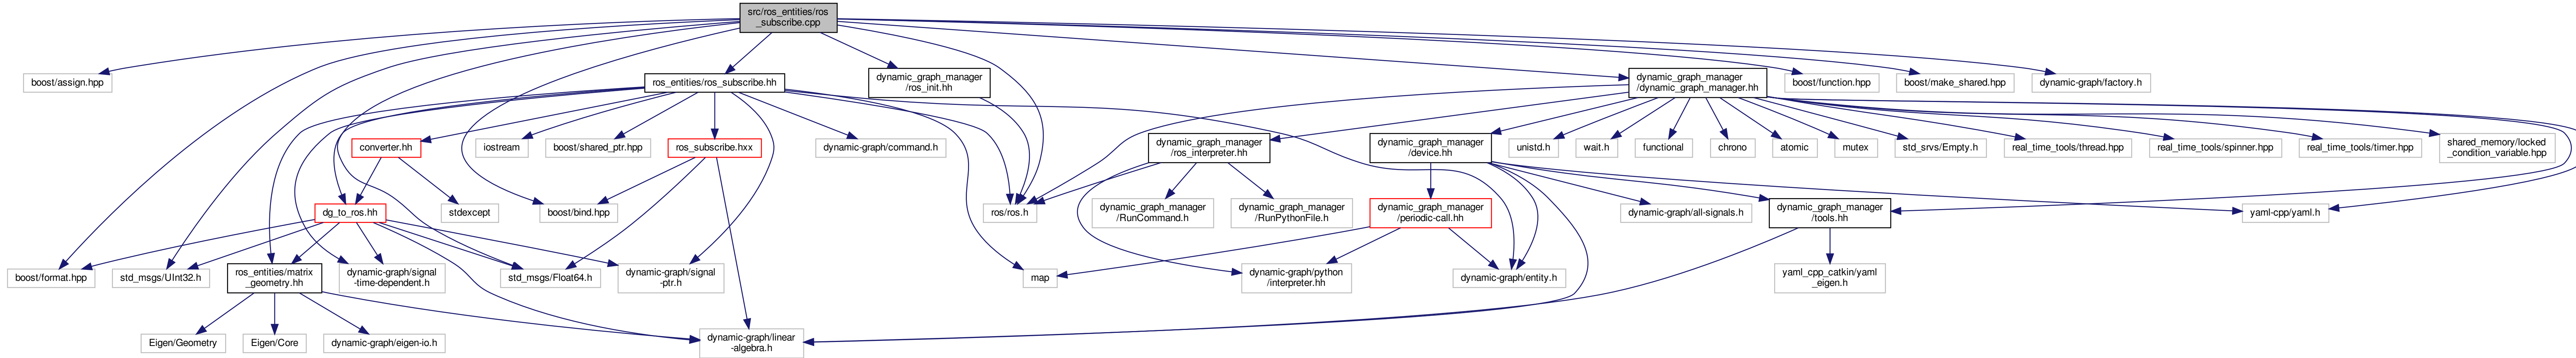 src/ros_entities/ros
_subscribe.cpp
boost/assign.hpp
ros_entities/ros_subscribe.hh
dynamic_graph_manager
/ros_init.hh
dynamic_graph_manager
/dynamic_graph_manager.hh
boost/function.hpp
boost/make_shared.hpp
dynamic-graph/factory.h
converter.hh
iostream
boost/shared_ptr.hpp
ros_subscribe.hxx
dynamic-graph/command.h
dynamic_graph_manager
/ros_interpreter.hh
dynamic_graph_manager
/device.hh
unistd.h
wait.h
functional
chrono
atomic
mutex
std_srvs/Empty.h
real_time_tools/thread.hpp
real_time_tools/spinner.hpp
real_time_tools/timer.hpp
shared_memory/locked
_condition_variable.hpp
dg_to_ros.hh
stdexcept
boost/bind.hpp
ros/ros.h
dynamic_graph_manager
/RunCommand.h
dynamic_graph_manager
/RunPythonFile.h
dynamic_graph_manager
/periodic-call.hh
dynamic-graph/all-signals.h
dynamic_graph_manager
/tools.hh
yaml-cpp/yaml.h
boost/format.hpp
std_msgs/UInt32.h
ros_entities/matrix
_geometry.hh
dynamic-graph/signal
-time-dependent.h
std_msgs/Float64.h
dynamic-graph/signal
-ptr.h
map
dynamic-graph/python
/interpreter.hh
dynamic-graph/entity.h
yaml_cpp_catkin/yaml
_eigen.h
Eigen/Geometry
Eigen/Core
dynamic-graph/eigen-io.h
dynamic-graph/linear
-algebra.h